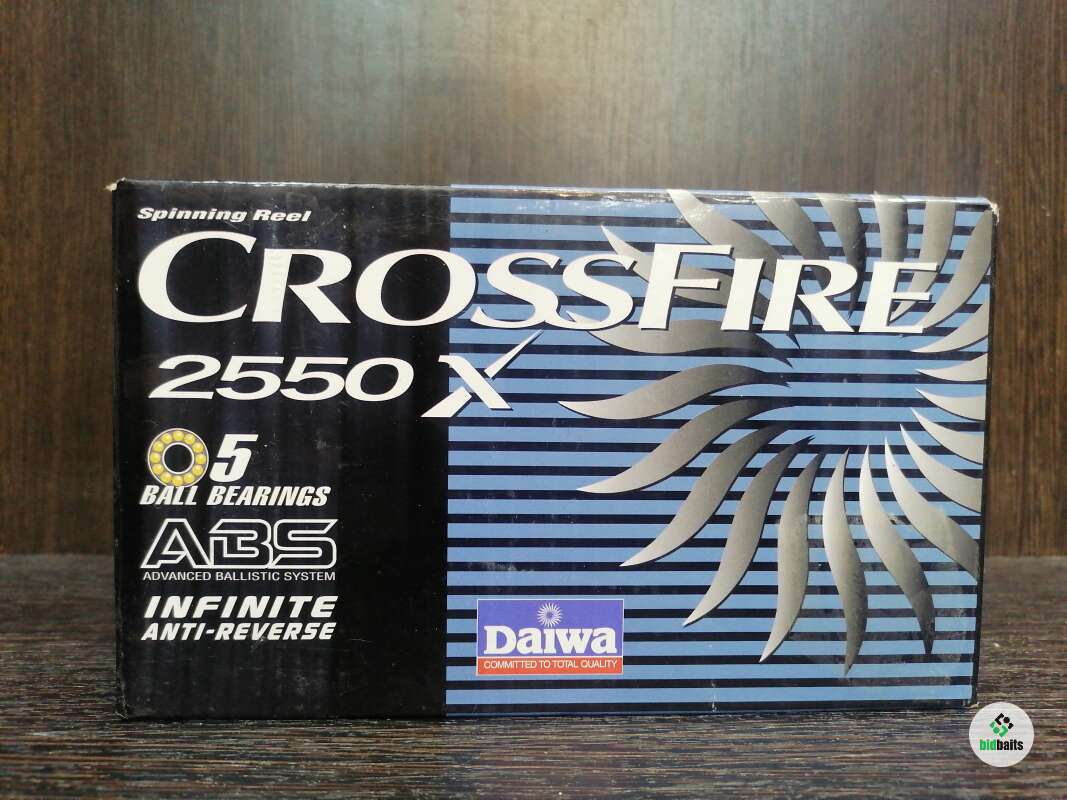 Spinning Reel
CROSSFIRE
2550 X
5
BALL BEARINGS
ABS
ADVANCED BALLISTIC SYSTEM
INFINITE
ANTI-REVERSE
Daiwa
COMMITTED TO TOTAL QUALITY
bidbaits